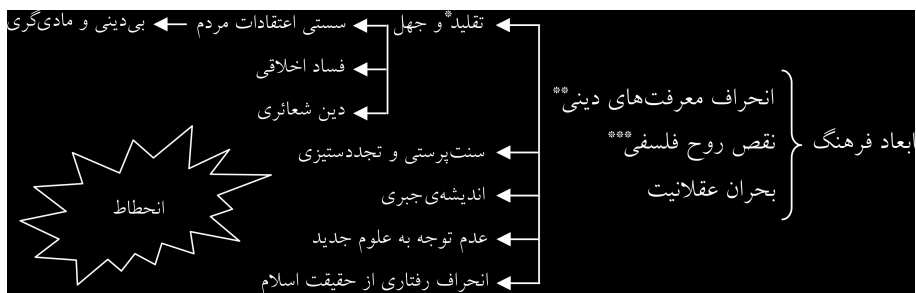 ابعاد فرهنگ
انحراف معرفت‌های دینی**
نقص روح فلسفی***
بحران عقلانیت
تقلید* و جهل
سستی اعتقادات مردم
بی‌دینی و مادی‌گری
فساد اخلاقی
دین شعائری
سنت‌پرستی و تجددستیزی
اندیشه‌ی جبری
عدم توجه به علوم جدید
انحراف رفتاری از حقیقت اسلام
انحطاط